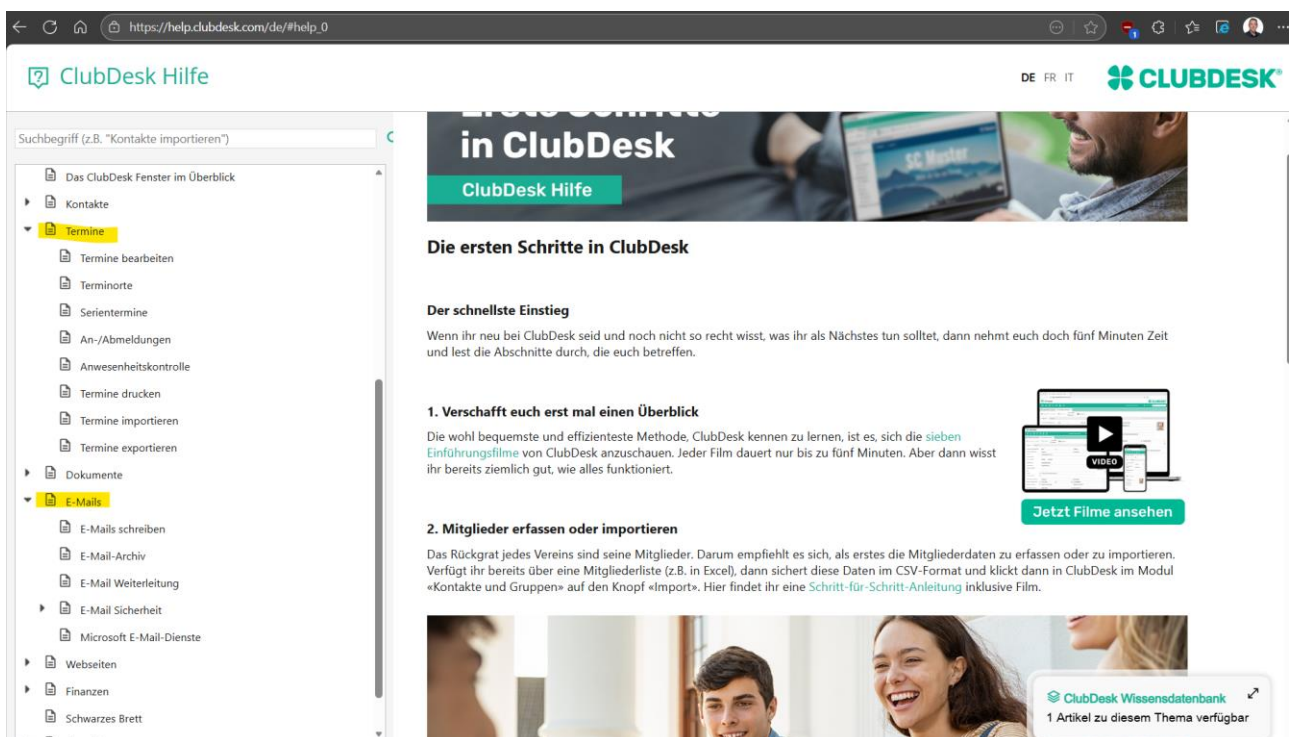 https://help.clubdesk.com/de/#help_0
1
ClubDesk Hilfe
DE FR IT
CLUBDESK®
Suchbegriff (z.B. "Kontakte importieren")
Das ClubDesk Fenster im Überblick
Kontakte
Termine
Termine bearbeiten
Terminorte
Serientermine
An-/Abmeldungen
Anwesenheitskontrolle
Termine drucken
Termine importieren
Termine exportieren
Dokumente
E-Mails
E-Mails schreiben
E-Mail-Archiv
E-Mail Weiterleitung
E-Mail Sicherheit
Microsoft E-Mail-Dienste
Webseiten
Finanzen
Schwarzes Brett
Erste Schritte
in ClubDesk
ClubDesk Hilfe
SC Muster
Die ersten Schritte in ClubDesk
Der schnellste Einstieg
Wenn ihr neu bei ClubDesk seid und noch nicht so recht wisst, was ihr als Nächstes tun solltet, dann nehmt euch doch fünf Minuten Zeit
und lest die Abschnitte durch, die euch betreffen.
1. Verschafft euch erst mal einen Überblick
Die wohl bequemste und effizienteste Methode, ClubDesk kennen zu lernen, ist es, sich die sieben
Einführungsfilme von ClubDesk anzuschauen. Jeder Film dauert nur bis zu fünf Minuten. Aber dann wisst
ihr bereits ziemlich gut, wie alles funktioniert.
VIDEO
Jetzt Filme ansehen
2. Mitglieder erfassen oder importieren
Das Rückgrat jedes Vereins sind seine Mitglieder. Darum empfiehlt es sich, als erstes die Mitgliederdaten zu erfassen oder zu importieren.
Verfügt ihr bereits über eine Mitgliederliste (z.B. in Excel), dann sichert diese Daten im CSV-Format und klickt dann in ClubDesk im Modul
«Kontakte und Gruppen» auf den Knopf «Import». Hier findet ihr eine Schritt-für-Schritt-Anleitung inklusive Film.
ClubDesk Wissensdatenbank
1 Artikel zu diesem Thema verfügbar